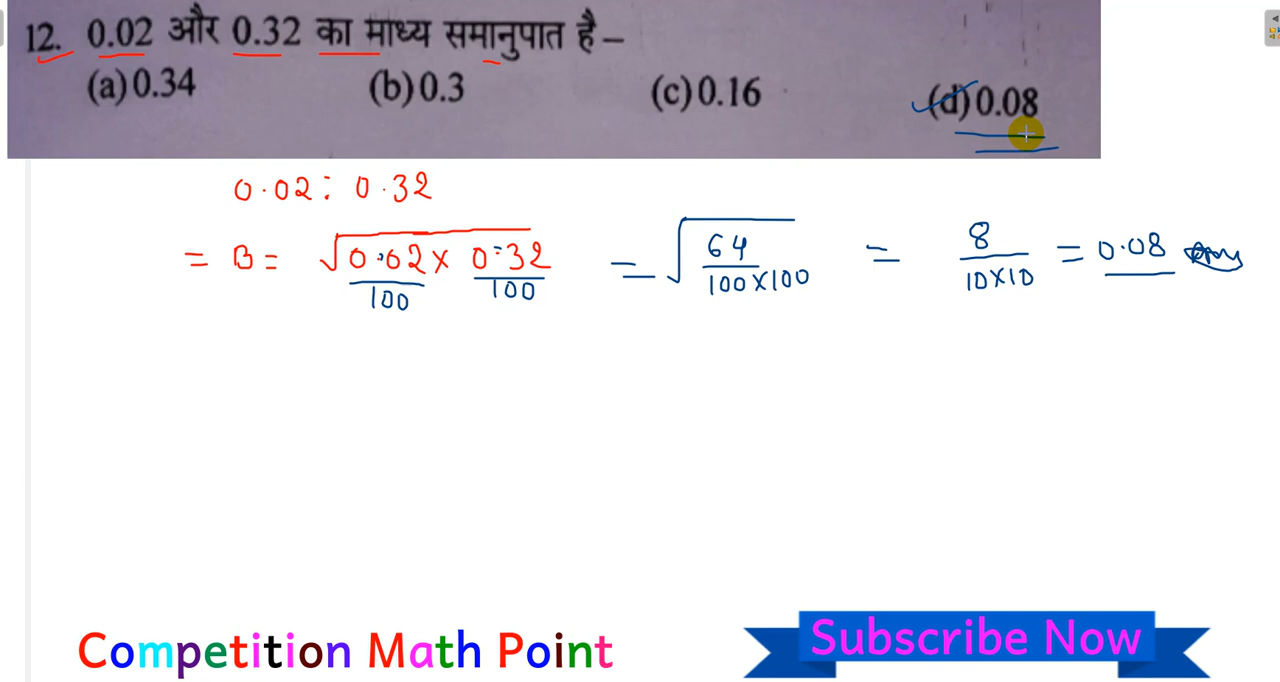 12. 0.02 और 0.32 का माध्य समानुपात है –
(a) 0.34 (b) 0.3 (c) 0.16 (d) 0.08
0.02 : 0.32
= B = √0.02/100 × 0.32/100 = √64/100×100 = 8/10×10 = 0.08 Ans
Competition Math Point
Subscribe Now